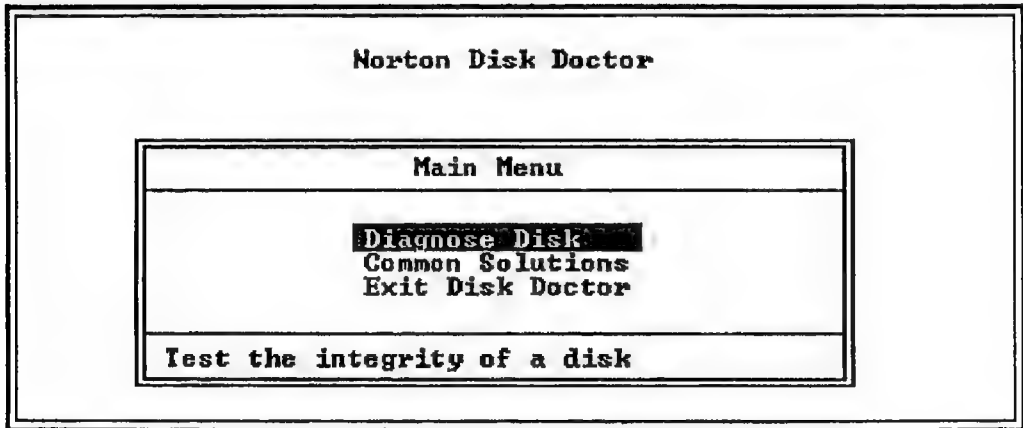 Norton Disk Doctor
Main Menu
Diagnose Disk
Common Solutions
Exit Disk Doctor
Test the integrity of a disk